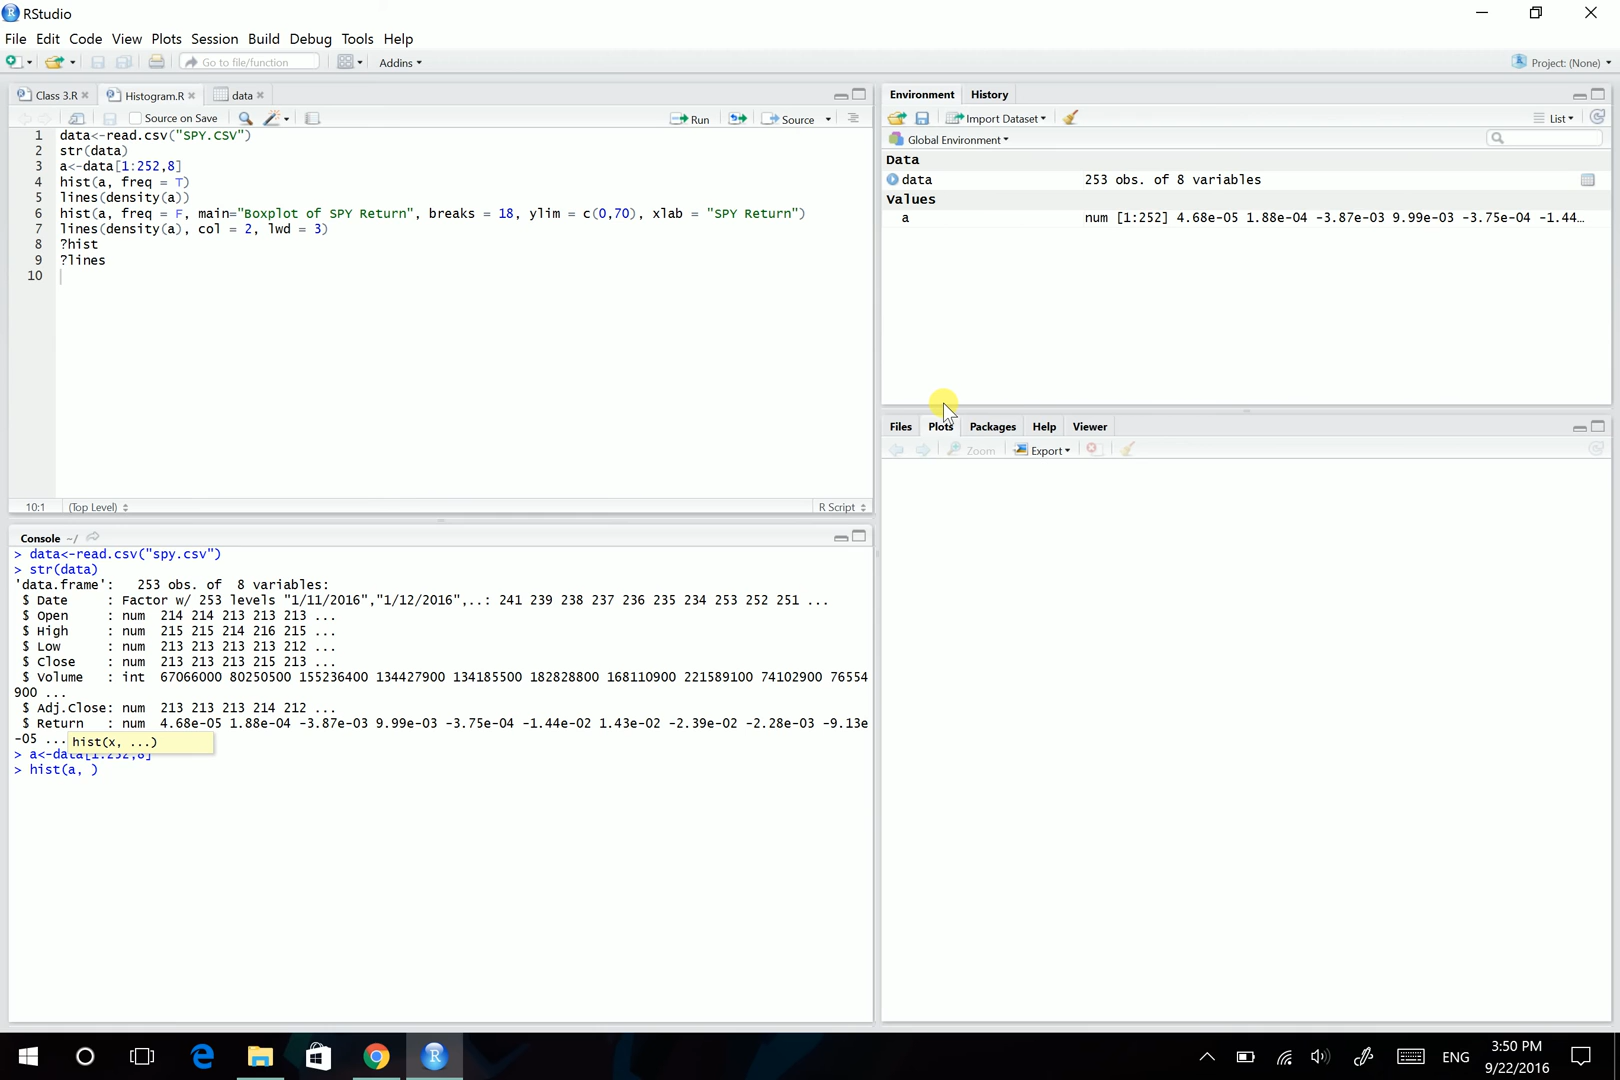 RStudio
File Edit Code View Plots Session Build Debug Tools Help
Go to file/function Addins Project: (None)
Class 3.R Histogram.R data
Source on Save Run Source
1 data<-read.csv("SPY.CSV")
2 str(data)
3 a<-data[1:252,8]
4 hist(a, freq = T)
5 lines(density(a))
6 hist(a, freq = F, main="Boxplot of SPY Return", breaks = 18, ylim = c(0,70), xlab = "SPY Return")
7 lines(density(a), col = 2, lwd = 3)
8 ?hist
9 ?lines
10
10:1 (Top Level) R Script
Console ~/
> data<-read.csv("spy.csv")
> str(data)
'data.frame': 253 obs. of 8 variables:
$ Date : Factor w/ 253 levels "1/11/2016","1/12/2016",..: 241 239 238 237 236 235 234 253 252 251 ...
$ Open : num 214 214 213 213 213 ...
$ High : num 215 215 214 216 215 ...
$ Low : num 213 213 213 213 212 ...
$ Close : num 213 213 213 215 213 ...
$ Volume : int 67066000 80250500 155236400 134427900 134185500 182828800 168110900 221589100 74102900 76554
900 ...
$ Adj.Close: num 213 213 213 214 212 ...
$ Return : num 4.68e-05 1.88e-04 -3.87e-03 9.99e-03 -3.75e-04 -1.44e-02 1.43e-02 -2.39e-02 -2.28e-03 -9.13e
-05 ...
hist(x, ...)
> a<-data[1:252,8]
> hist(a, )
Environment History
Import Dataset List
Global Environment
Data
data 253 obs. of 8 variables
Values
a num [1:252] 4.68e-05 1.88e-04 -3.87e-03 9.99e-03 -3.75e-04 -1.44...
Files Plots Packages Help Viewer
Zoom Export
ENG
3:50 PM
9/22/2016